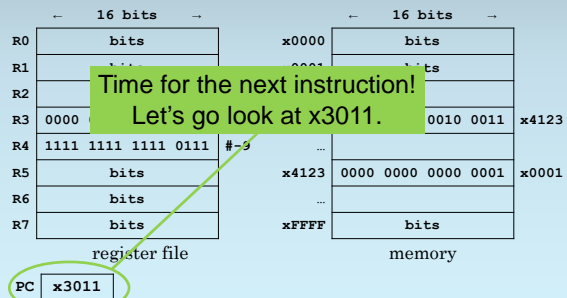 ← 16 bits → ← 16 bits →
R0 bits x0000 bits
R1 bits
R2
Time for the next instruction!
Let's go look at x3011.
R3 0000 0010 0011 x4123
R4 1111 1111 1111 0111 #-9 …
R5 bits x4123 0000 0000 0000 0001 x0001
R6 bits …
R7 bits xFFFF bits
register file memory
PC x3011